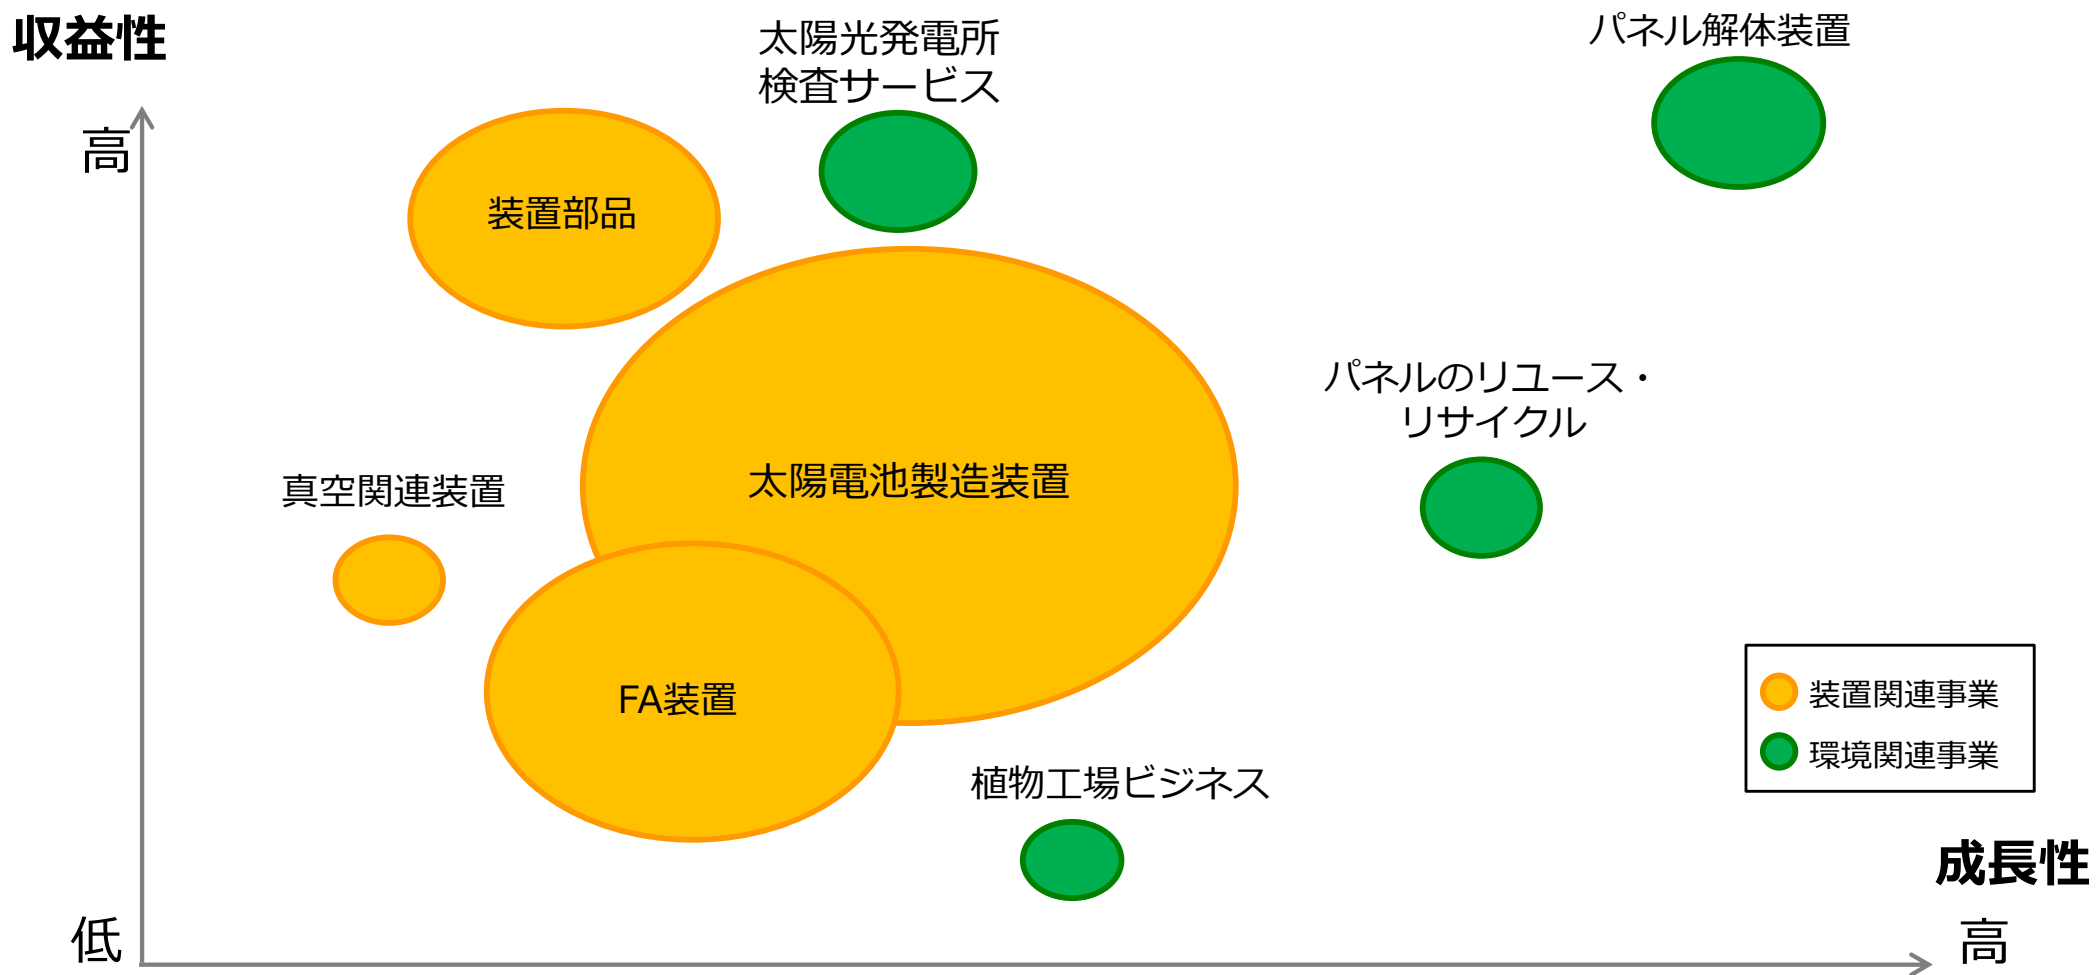 収益性
太陽光発電所
検査サービス
パネル解体装置
高
装置部品
パネルのリユース・
リサイクル
太陽電池製造装置
真空関連装置
FA装置
装置関連事業
環境関連事業
植物工場ビジネス
成長性
低
高